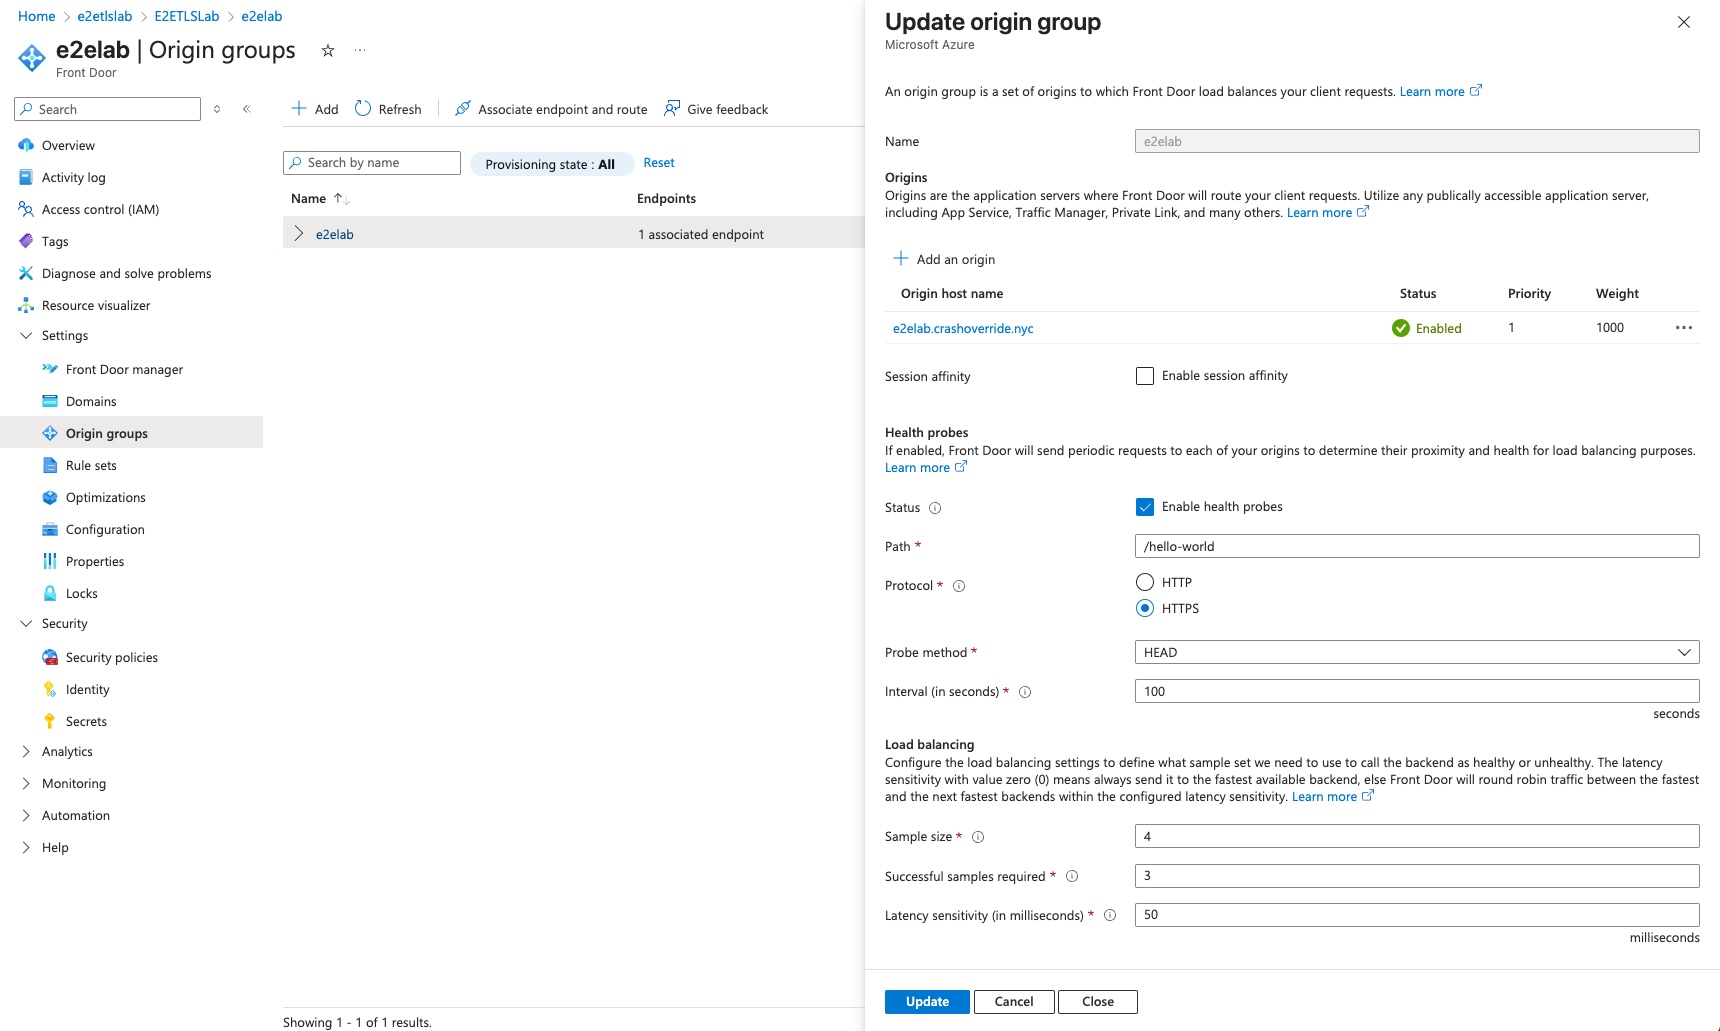 Home > e2etlslab > E2ETLSLab > e2elab
e2elab | Origin groups
Front Door
Search
Overview
Activity log
Access control (IAM)
Tags
Diagnose and solve problems
Resource visualizer
Settings
Front Door manager
Domains
Origin groups
Rule sets
Optimizations
Configuration
Properties
Locks
Security
Security policies
Identity
Secrets
Analytics
Monitoring
Automation
Help
Add Refresh Associate endpoint and route Give feedback
Search by name Provisioning state : All Reset
Name Endpoints
e2elab 1 associated endpoint
Showing 1 - 1 of 1 results.
Update origin group
Microsoft Azure
An origin group is a set of origins to which Front Door load balances your client requests. Learn more
Name e2elab
Origins
Origins are the application servers where Front Door will route your client requests. Utilize any publically accessible application server,
including App Service, Traffic Manager, Private Link, and many others. Learn more
Add an origin
Origin host name Status Priority Weight
e2elab.crashoverride.nyc Enabled 1 1000
Session affinity Enable session affinity
Health probes
If enabled, Front Door will send periodic requests to each of your origins to determine their proximity and health for load balancing purposes.
Learn more
Status Enable health probes
Path * /hello-world
Protocol * HTTP
HTTPS
Probe method * HEAD
Interval (in seconds) * 100
seconds
Load balancing
Configure the load balancing settings to define what sample set we need to use to call the backend as healthy or unhealthy. The latency
sensitivity with value zero (0) means always send it to the fastest available backend, else Front Door will round robin traffic between the fastest
and the next fastest backends within the configured latency sensitivity. Learn more
Sample size * 4
Successful samples required * 3
Latency sensitivity (in milliseconds) * 50
milliseconds
Update Cancel Close